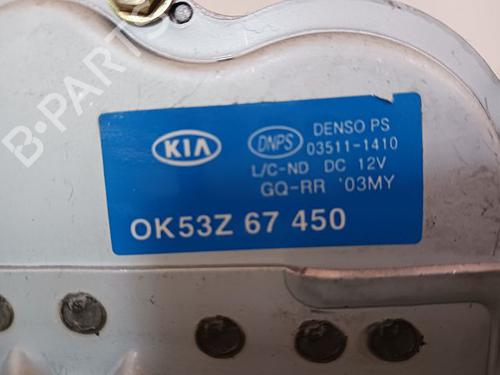 B-PARTS
KIA
DNPS
DENSO PS
03511-1410
L/C-ND DC 12V
GQ-RR '03MY
OK53Z 67 450